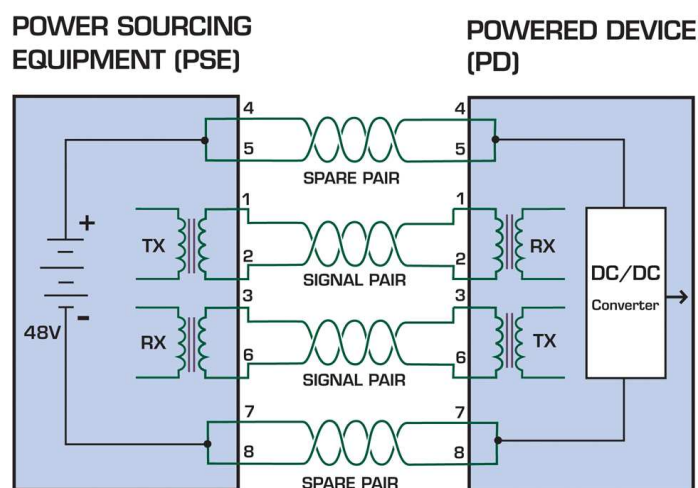 POWER SOURCING
EQUIPMENT (PSE)
POWERED DEVICE
(PD)
4
5
SPARE PAIR
4
5
1
2
TX
SIGNAL PAIR
1
2
RX
+
-
48V
3
6
RX
SIGNAL PAIR
3
6
TX
DC/DC
Converter
7
8
SPARE PAIR
7
8